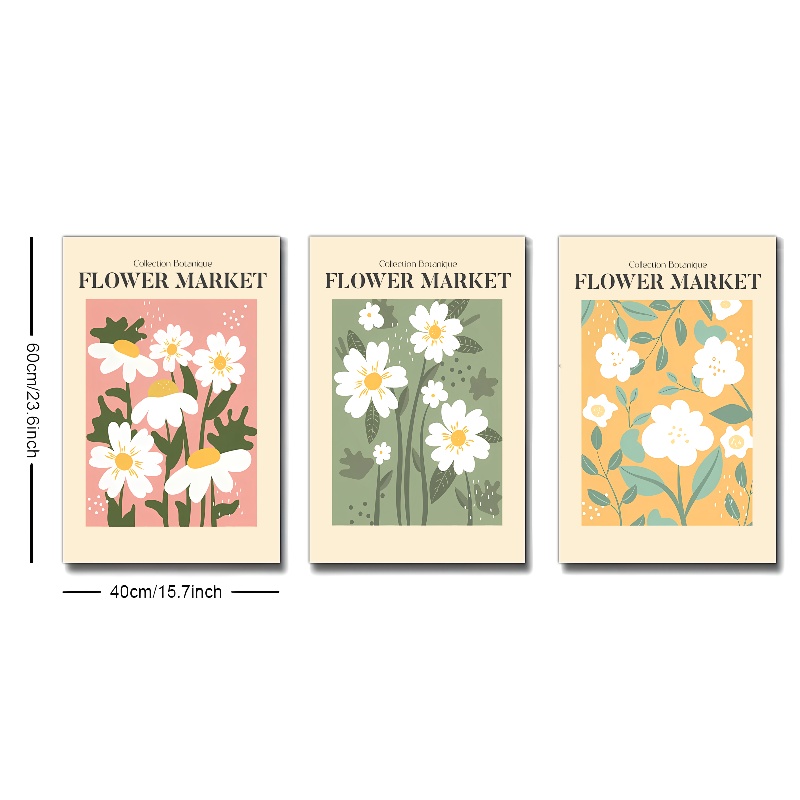 Collection Botanique
FLOWER MARKET
Collection Botanique
FLOWER MARKET
Collection Botanique
FLOWER MARKET
60cm/23.6inch
40cm/15.7inch